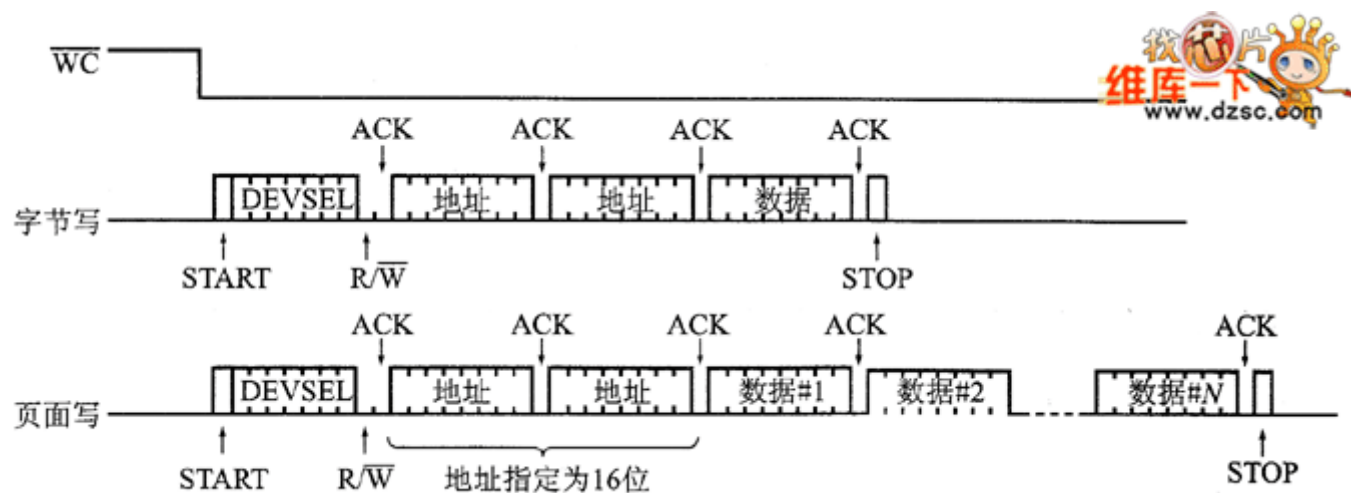 找芯片
维库一下
www.dzsc.com
W̅C̅
ACK ACK ACK ACK
字节写 DEVSEL 地址 地址 数据
START R/W̅ STOP
ACK ACK ACK ACK ACK
页面写 DEVSEL 地址 地址 数据#1 数据#2 数据#N
START R/W̅ 地址指定为16位 STOP